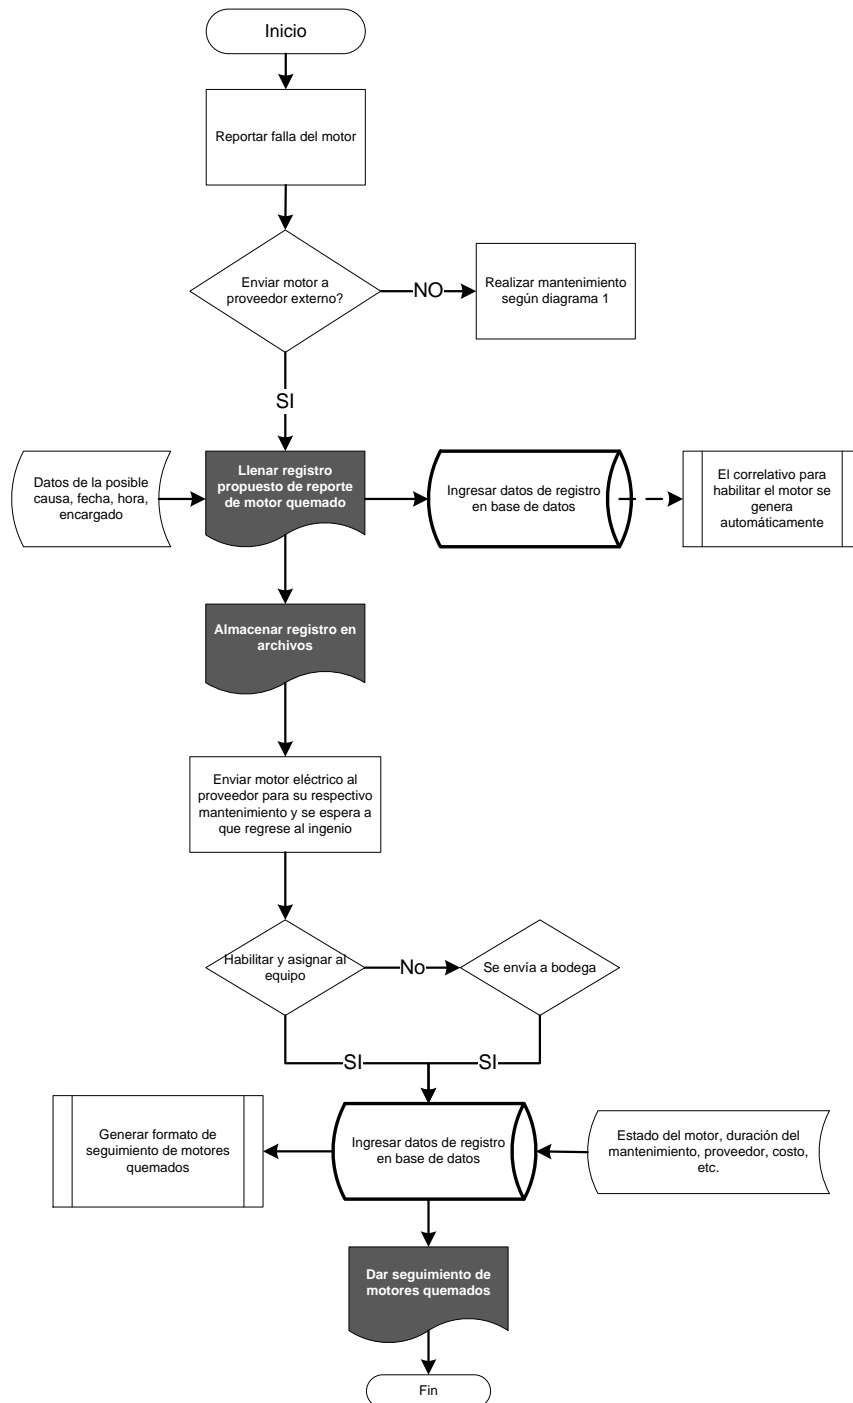 Inicio
Reportar falla del motor
Enviar motor a
proveedor externo?
NO
Realizar mantenimiento
según diagrama 1
SI
Datos de la posible
causa, fecha, hora,
encargado
Llenar registro
propuesto de reporte
de motor quemado
Ingresar datos de registro
en base de datos
El correlativo para
habilitar el motor se
genera
automáticamente
Almacenar registro en
archivos
Enviar motor eléctrico al
proveedor para su respectivo
mantenimiento y se espera a
que regrese al ingenio
Habilitar y asignar al
equipo
No
Se envía a bodega
SI
SI
Generar formato de
seguimiento de motores
quemados
Ingresar datos de registro
en base de datos
Estado del motor, duración del
mantenimiento, proveedor, costo,
etc.
Dar seguimiento de
motores quemados
Fin